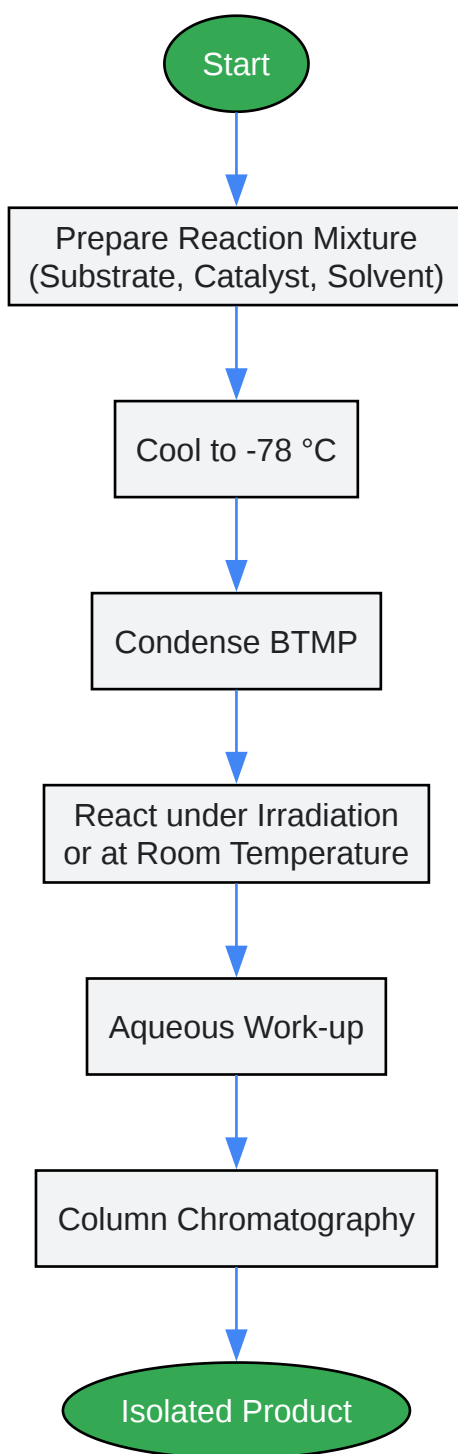 Start
Prepare Reaction Mixture
(Substrate, Catalyst, Solvent)
Cool to -78 °C
Condense BTMP
React under Irradiation
or at Room Temperature
Aqueous Work-up
Column Chromatography
Isolated Product